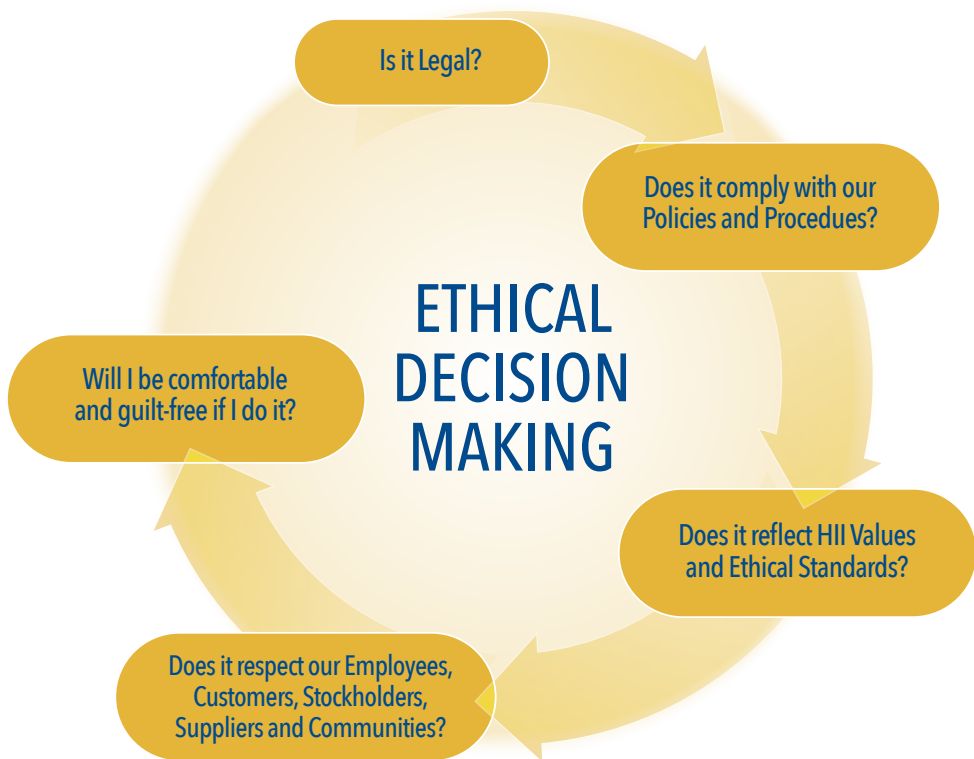 Is it Legal?
Does it comply with our
Policies and Procedues?
ETHICAL
DECISION
MAKING
Will I be comfortable
and guilt-free if I do it?
Does it reflect HII Values
and Ethical Standards?
Does it respect our Employees,
Customers, Stockholders,
Suppliers and Communities?